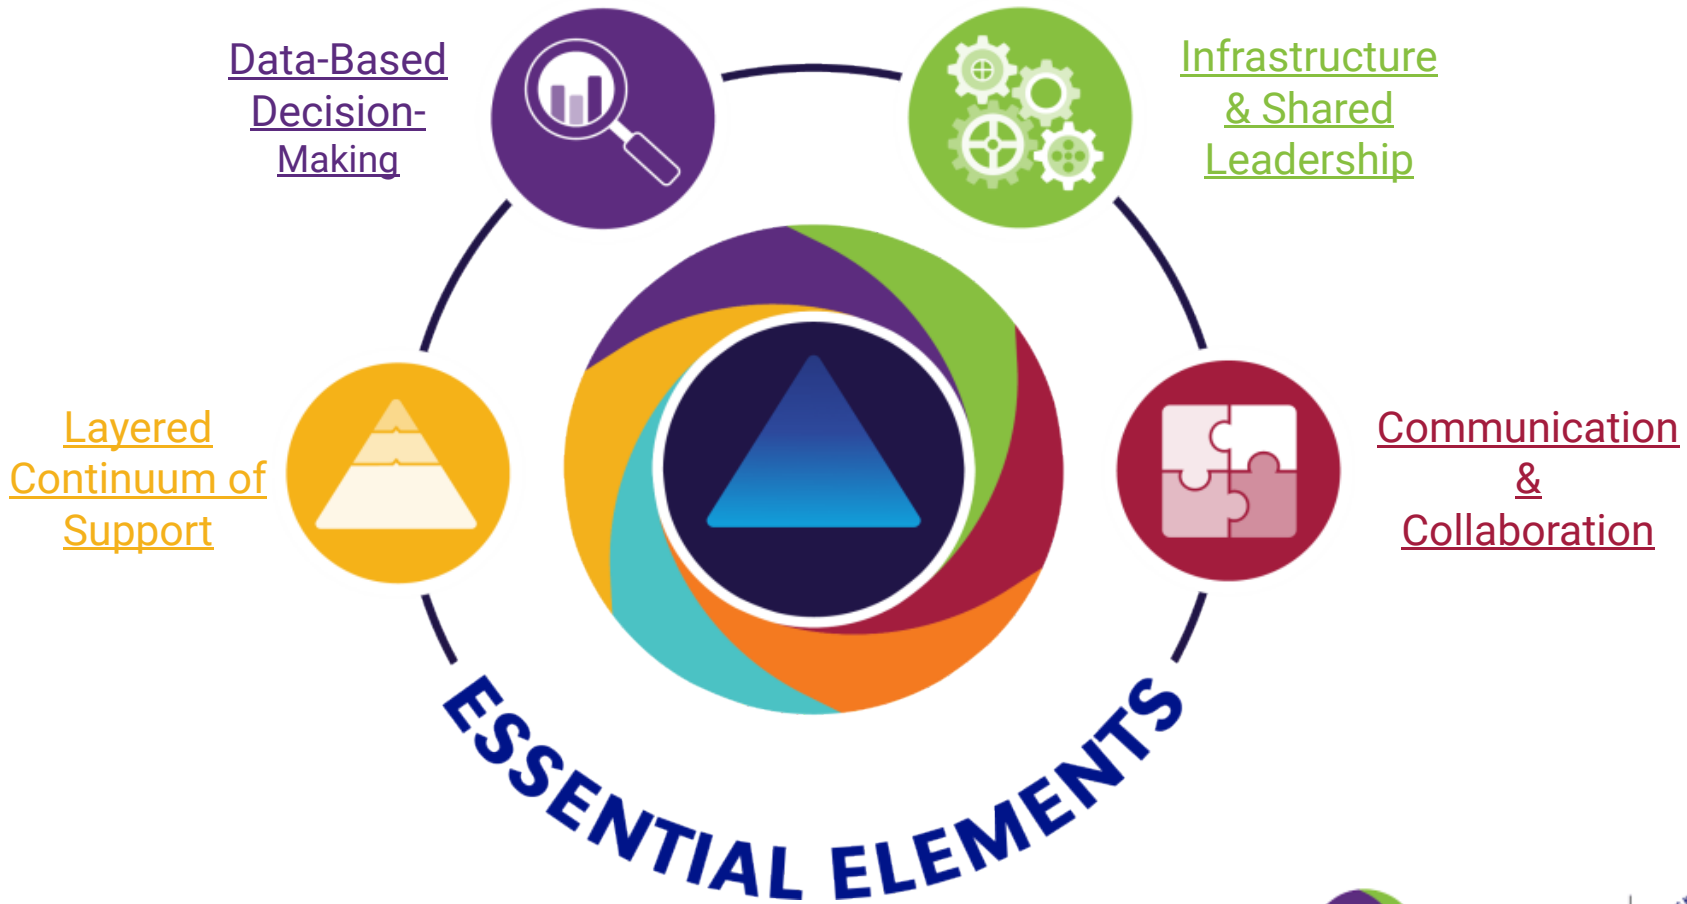 Data-Based
Decision-
Making
Infrastructure
& Shared
Leadership
Layered
Continuum of
Support
Communication
&
Collaboration
ESSENTIAL ELEMENTS